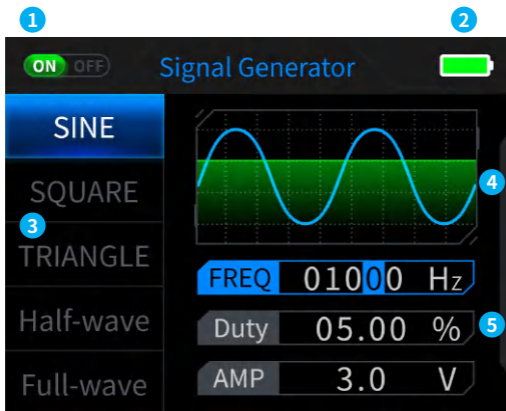 1 2
ON OFF Signal Generator
SINE
SQUARE
4
3
TRIANGLE
FREQ 01000 Hz
Half-wave
Duty 05.00 % 5
Full-wave
AMP 3.0 V